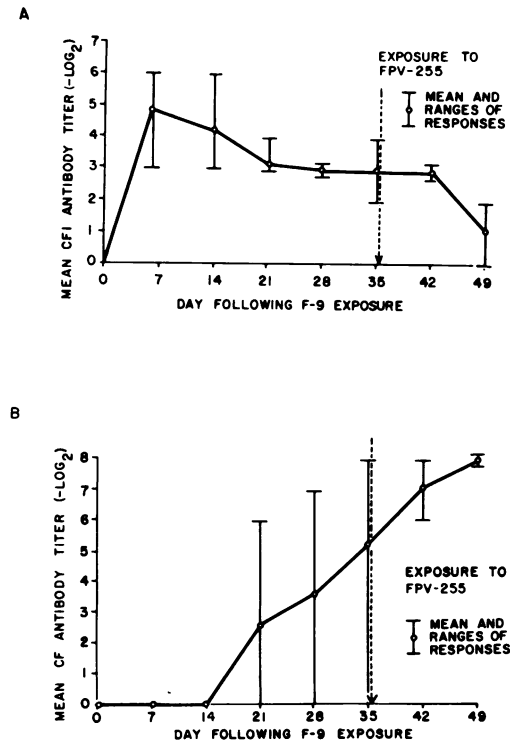 A
MEAN CFI ANTIBODY TITER (-LOG2)
7
6
5
4
3
2
1
0
EXPOSURE TO
FPV-255
MEAN AND
RANGES OF
RESPONSES
0 7 14 21 28 35 42 49
DAY FOLLOWING F-9 EXPOSURE
B
MEAN CF ANTIBODY TITER (-LOG2)
8
7
6
5
4
3
2
1
0
EXPOSURE TO
FPV-255
MEAN AND
RANGES OF
RESPONSES
0 7 14 21 28 35 42 49
DAY FOLLOWING F-9 EXPOSURE